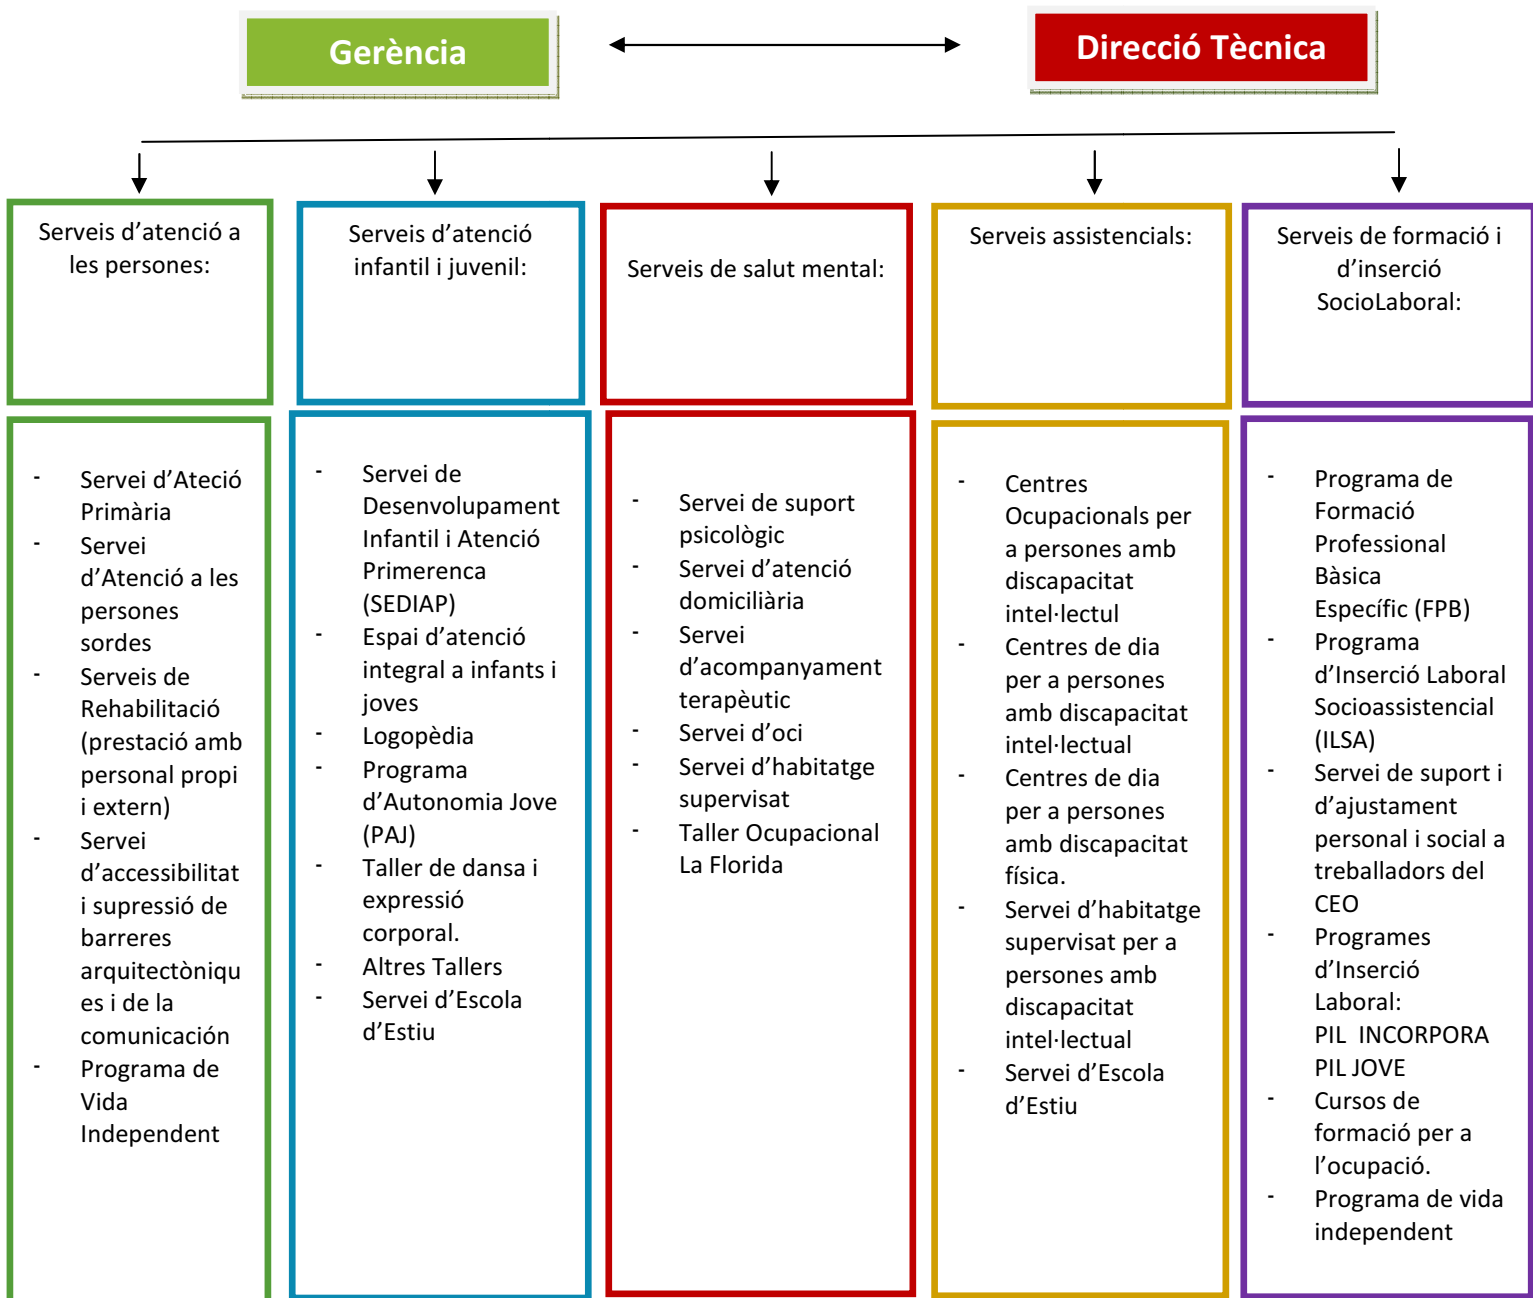 Gerència
Direcció Tècnica
Serveis d’atenció a
les persones:
Serveis d’atenció
infantil i juvenil:
Serveis de salut mental:
Serveis assistencials:
Serveis de formació i
d’inserció
SocioLaboral:
- Servei d’Ateció
Primària
- Servei
d’Atenció a les
persones
sordes
- Serveis de
Rehabilitació
(prestació amb
personal propi
i extern)
- Servei
d’accessibilitat
i supressió de
barreres
arquitectòniqu
es i de la
comunicación
- Programa de
Vida
Independent
- Servei de
Desenvolupament
Infantil i Atenció
Primerenca
(SEDIAP)
- Espai d’atenció
integral a infants i
joves
- Logopèdia
- Programa
d’Autonomia Jove
(PAJ)
- Taller de dansa i
expressió
corporal.
- Altres Tallers
- Servei d’Escola
d’Estiu
- Servei de suport
psicològic
- Servei d’atenció
domiciliària
- Servei
d’acompanyament
terapèutic
- Servei d’oci
- Servei d’habitatge
supervisat
- Taller Ocupacional
La Florida
- Centres
Ocupacionals per
a persones amb
discapacitat
intel·lectul
- Centres de dia
per a persones
amb discapacitat
intel·lectual
- Centres de dia
per a persones
amb discapacitat
física.
- Servei d’habitatge
supervisat per a
persones amb
discapacitat
intel·lectual
- Servei d’Escola
d’Estiu
- Programa de
Formació
Professional
Bàsica
Específic (FPB)
- Programa
d’Inserció Laboral
Socioassistencial
(ILSA)
- Servei de suport i
d’ajustament
personal i social a
treballadors del
CEO
- Programes
d’Inserció
Laboral:
PIL  INCORPORA
PIL JOVE
- Cursos de
formació per a
l’ocupació.
- Programa de vida
independent